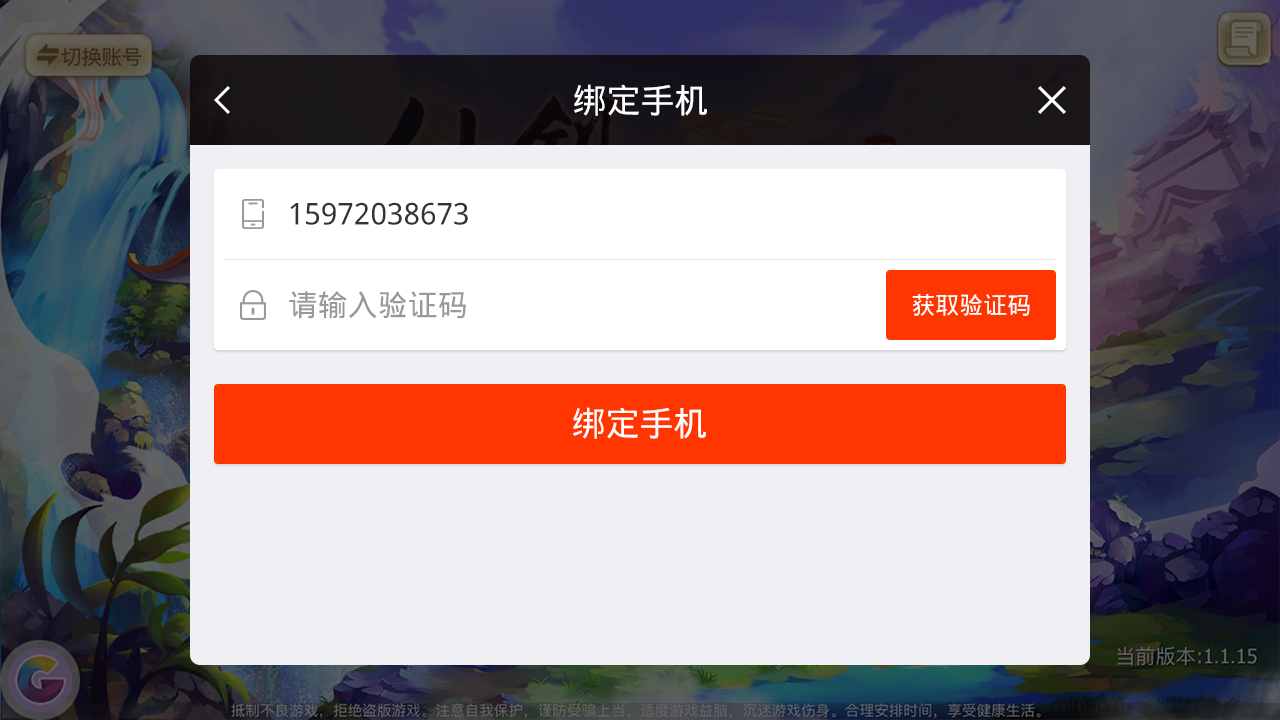 切换账号
绑定手机
15972038673
请输入验证码
获取验证码
绑定手机
当前版本:1.1.15
抵制不良游戏，拒绝盗版游戏。注意自我保护，谨防受骗上当。适度游戏益脑，沉迷游戏伤身。合理安排时间，享受健康生活。